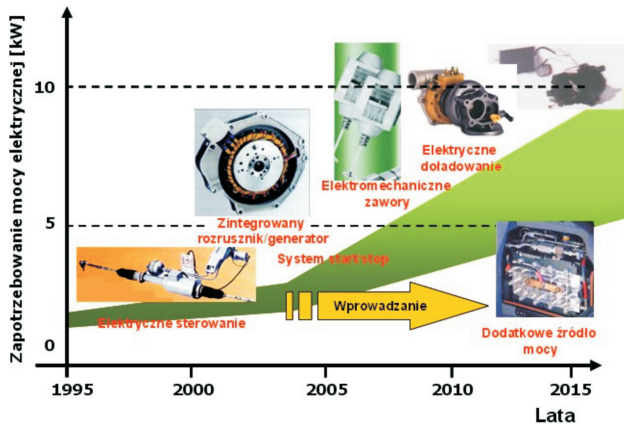 Zapotrzebowanie mocy elektrycznej [kW]
10
5
0
Elektryczne doładowanie
Elektromechaniczne
zawory
Zintegrowany
rozrusznik/generator
System start stop
Elektryczne sterowanie
Wprowadzanie
Dodatkowe źródło
mocy
1995
2000
2005
2010
2015
Lata